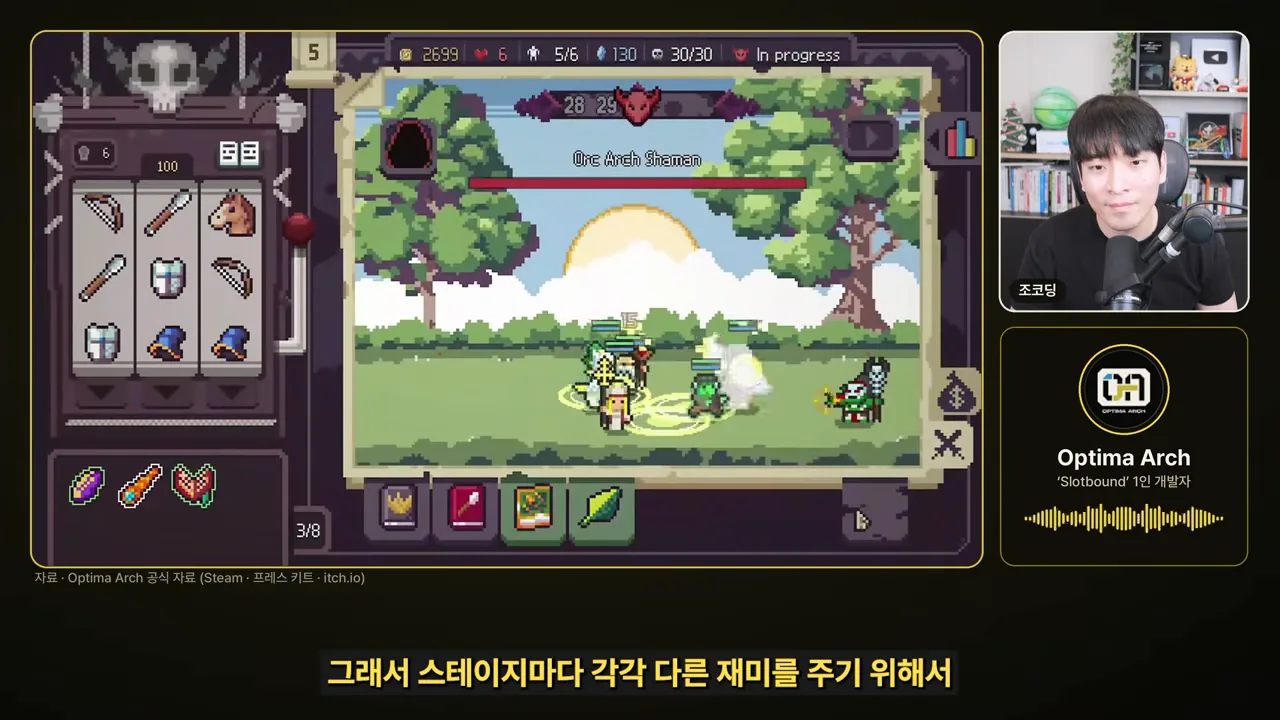 5
2699
6
5/6
130
30/30
In progress
28 29
Orc Arch Shaman
6
100
15
3/8
조코딩
OPTIMA ARCH
Optima Arch
‘Slotbound’ 1인 개발자
자료 · Optima Arch 공식 자료 (Steam · 프레스 키트 · itch.io)
그래서 스테이지마다 각각 다른 재미를 주기 위해서